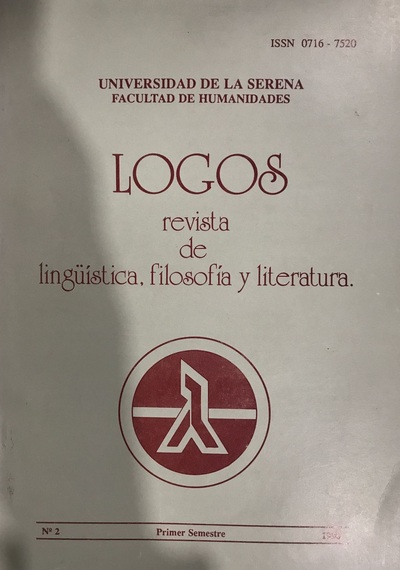 ISSN 0716 - 7520
UNIVERSIDAD DE LA SERENA
FACULTAD DE HUMANIDADES
LOGOS
revista
de
lingüística, filosofía y literatura.
Nº 2 Primer Semestre